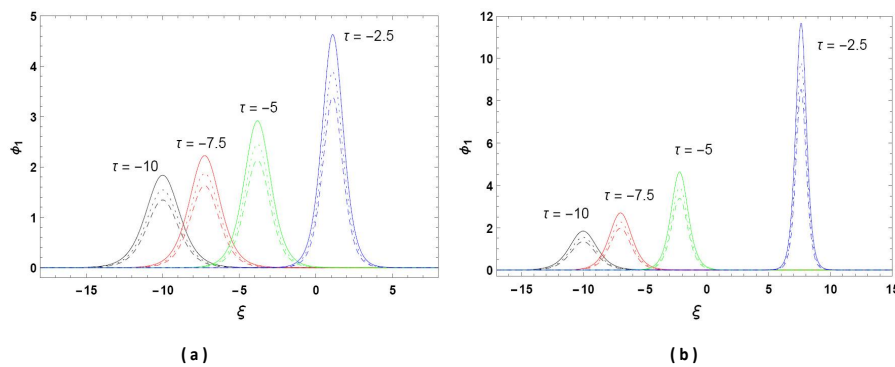 τ = −2.5
τ = −5
τ = −7.5
τ = −10
ϕ₁
5
4
3
2
1
0
−15 −10 −5 0 5
ξ
( a )
τ = −2.5
τ = −5
τ = −7.5
τ = −10
ϕ₁
12
10
8
6
4
2
0
−15 −10 −5 0 5 10 15
ξ
( b )